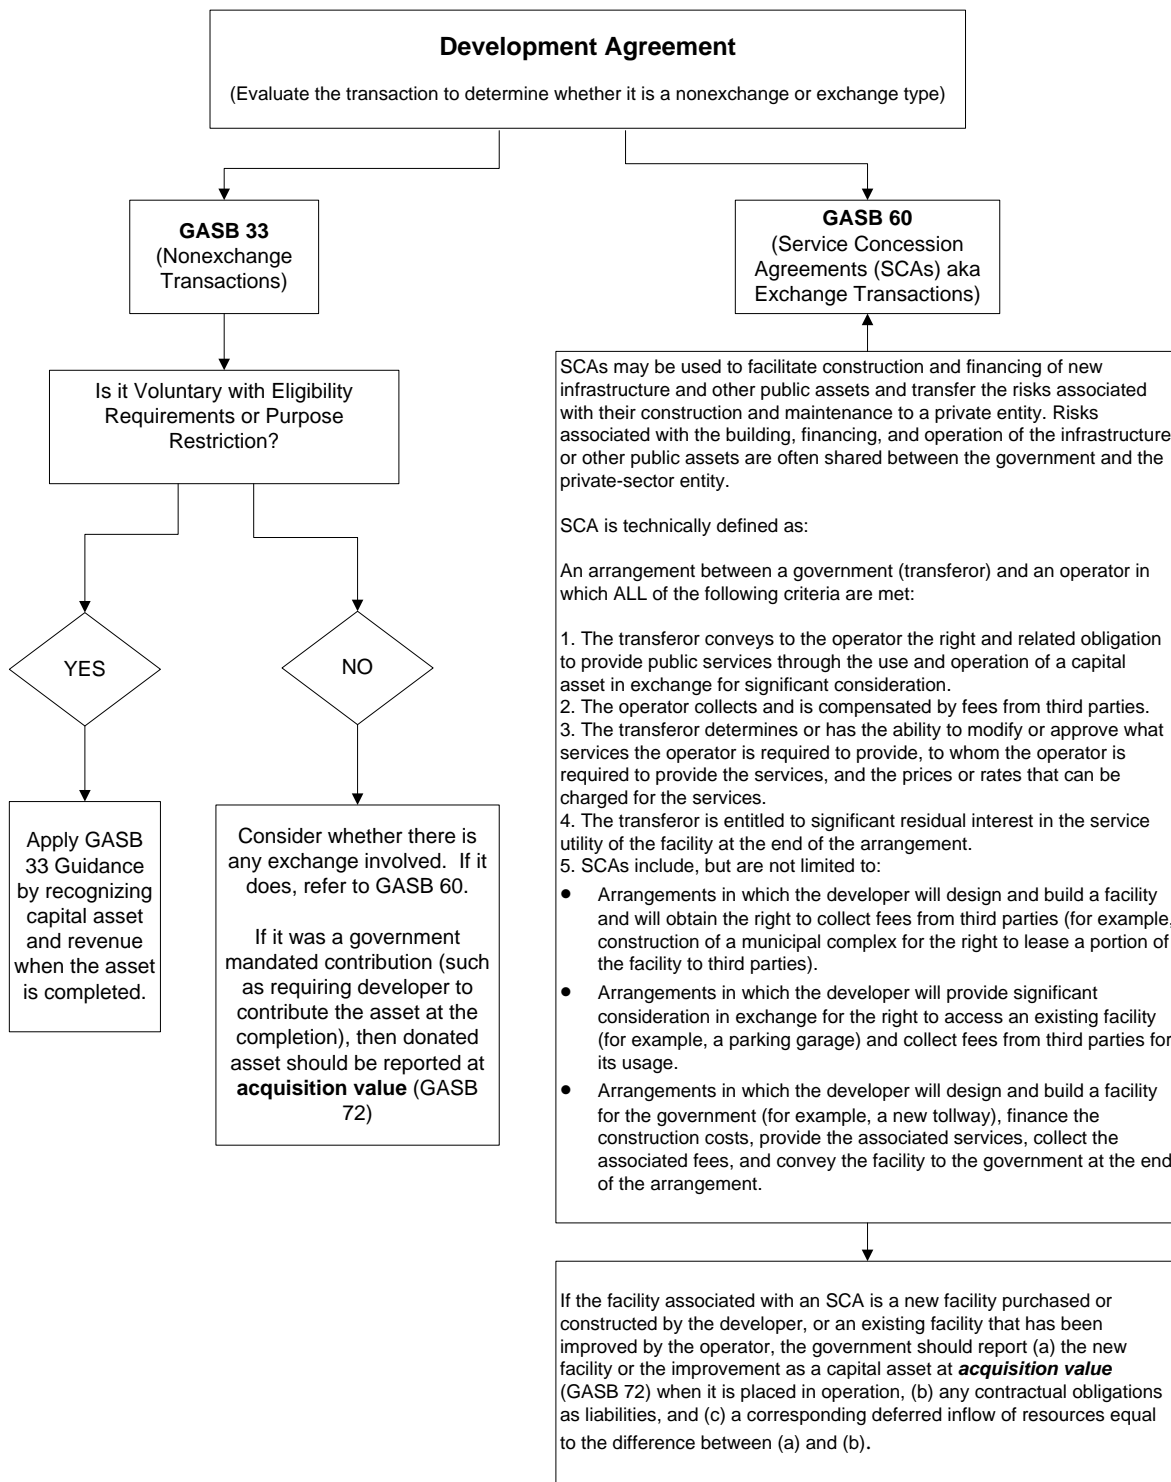 Development Agreement
(Evaluate the transaction to determine whether it is a nonexchange or exchange type)
GASB 33
(Nonexchange
Transactions)
GASB 60
(Service Concession
Agreements (SCAs) aka
Exchange Transactions)
Is it Voluntary with Eligibility
Requirements or Purpose
Restriction?
YES
NO
Apply GASB
33 Guidance
by recognizing
capital asset
and revenue
when the asset
is completed.
Consider whether there is
any exchange involved.  If it
does, refer to GASB 60.
If it was a government
mandated contribution (such
as requiring developer to
contribute the asset at the
completion), then donated
asset should be reported at
acquisition value (GASB
72)
SCAs may be used to facilitate construction and financing of new
infrastructure and other public assets and transfer the risks associated
with their construction and maintenance to a private entity. Risks
associated with the building, financing, and operation of the infrastructure
or other public assets are often shared between the government and the
private-sector entity.
SCA is technically defined as:
An arrangement between a government (transferor) and an operator in
which ALL of the following criteria are met:
1. The transferor conveys to the operator the right and related obligation
to provide public services through the use and operation of a capital
asset in exchange for significant consideration.
2. The operator collects and is compensated by fees from third parties.
3. The transferor determines or has the ability to modify or approve what
services the operator is required to provide, to whom the operator is
required to provide the services, and the prices or rates that can be
charged for the services.
4. The transferor is entitled to significant residual interest in the service
utility of the facility at the end of the arrangement.
5. SCAs include, but are not limited to:
● Arrangements in which the developer will design and build a facility
and will obtain the right to collect fees from third parties (for example,
construction of a municipal complex for the right to lease a portion of
the facility to third parties).
● Arrangements in which the developer will provide significant
consideration in exchange for the right to access an existing facility
(for example, a parking garage) and collect fees from third parties for
its usage.
● Arrangements in which the developer will design and build a facility
for the government (for example, a new tollway), finance the
construction costs, provide the associated services, collect the
associated fees, and convey the facility to the government at the end
of the arrangement.
If the facility associated with an SCA is a new facility purchased or
constructed by the developer, or an existing facility that has been
improved by the operator, the government should report (a) the new
facility or the improvement as a capital asset at acquisition value
(GASB 72) when it is placed in operation, (b) any contractual obligations
as liabilities, and (c) a corresponding deferred inflow of resources equal
to the difference between (a) and (b).